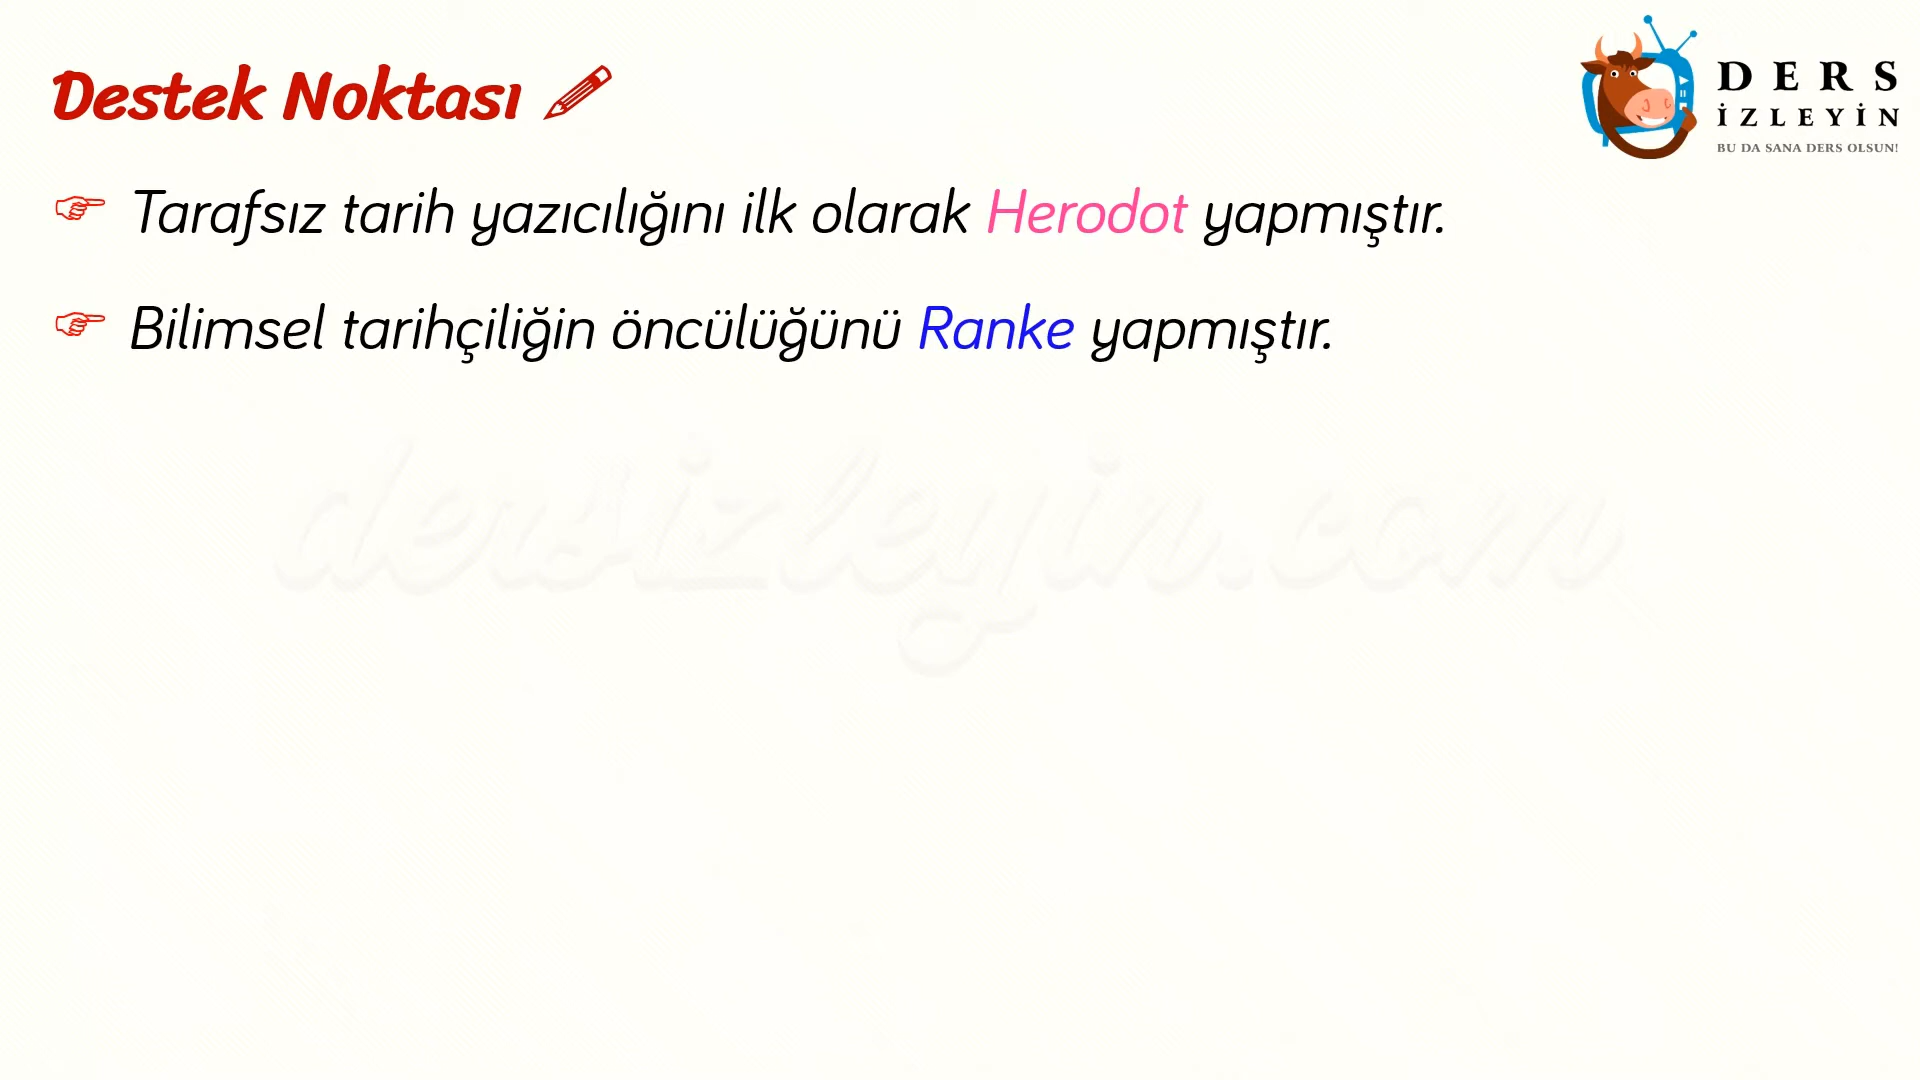 Destek Noktası
DERS
İZLEYİN
BU DA SANA DERS OLSUN!
Tarafsız tarih yazıcılığını ilk olarak Herodot yapmıştır.
Bilimsel tarihçiliğin öncülüğünü Ranke yapmıştır.
dersizleyin.com